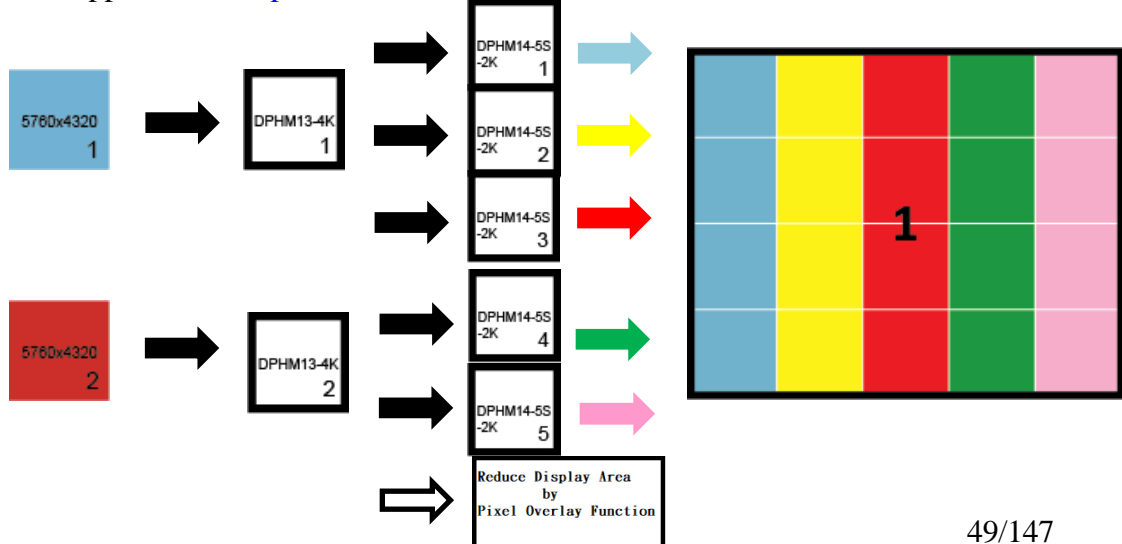 5760x4320
1
DPHM13-4K
1
DPHM14-5S
-2K
1
DPHM14-5S
-2K
2
DPHM14-5S
-2K
3
1
5760x4320
2
DPHM13-4K
2
DPHM14-5S
-2K
4
DPHM14-5S
-2K
5
Reduce Display Area
by
Pixel Overlay Function
49/147